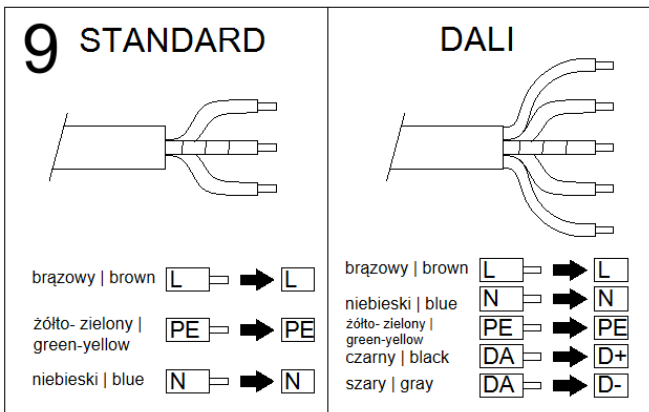 9 STANDARD
brązowy | brown L L
żółto- zielony |
green-yellow PE PE
niebieski | blue N N
DALI
brązowy | brown L L
niebieski | blue N N
żółto- zielony |
green-yellow PE PE
czarny | black DA D+
szary | gray DA D-